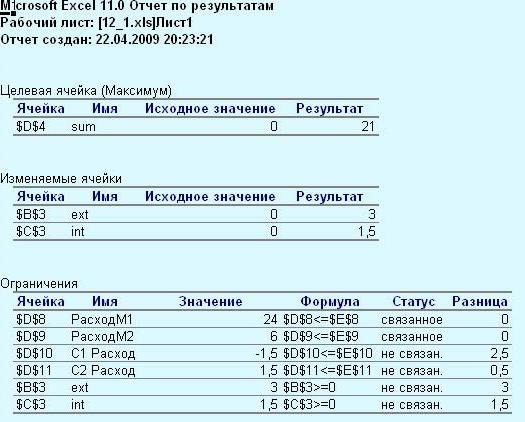 Microsoft Excel 11.0 Отчет по результатам
Рабочий лист: [12_1.xls]Лист1
Отчет создан: 22.04.2009 20:23:21
Целевая ячейка (Максимум)
Ячейка Имя Исходное значение Результат
$D$4 sum 0 21
Изменяемые ячейки
Ячейка Имя Исходное значение Результат
$B$3 ext 0 3
$C$3 int 0 1,5
Ограничения
Ячейка Имя Значение Формула Статус Разница
$D$8 РасходМ1 24 $D$8<=$E$8 связанное 0
$D$9 РасходМ2 6 $D$9<=$E$9 связанное 0
$D$10 С1 Расход -1,5 $D$10<=$E$10 не связан. 2,5
$D$11 С2 Расход 1,5 $D$11<=$E$11 не связан. 0,5
$B$3 ext 3 $B$3>=0 не связан. 3
$C$3 int 1,5 $C$3>=0 не связан. 1,5